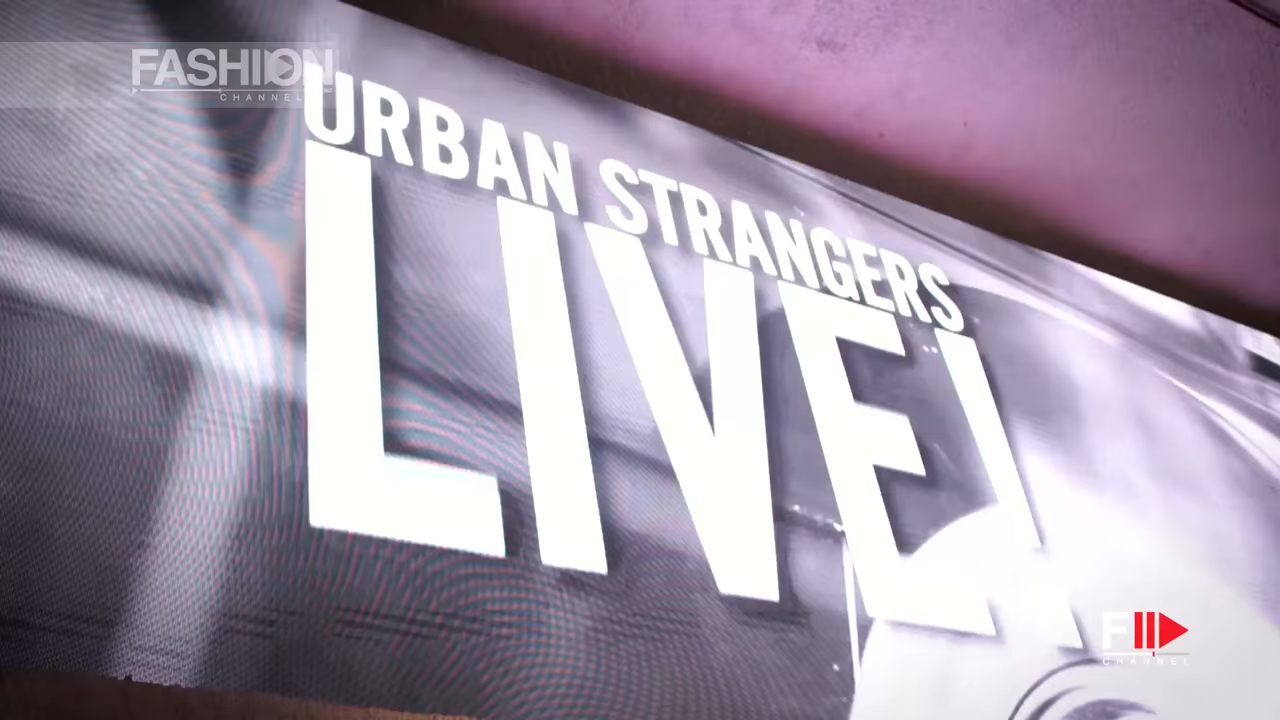 FASHION
CHANNEL
URBAN STRANGERS
LIVE!
F
CHANNEL